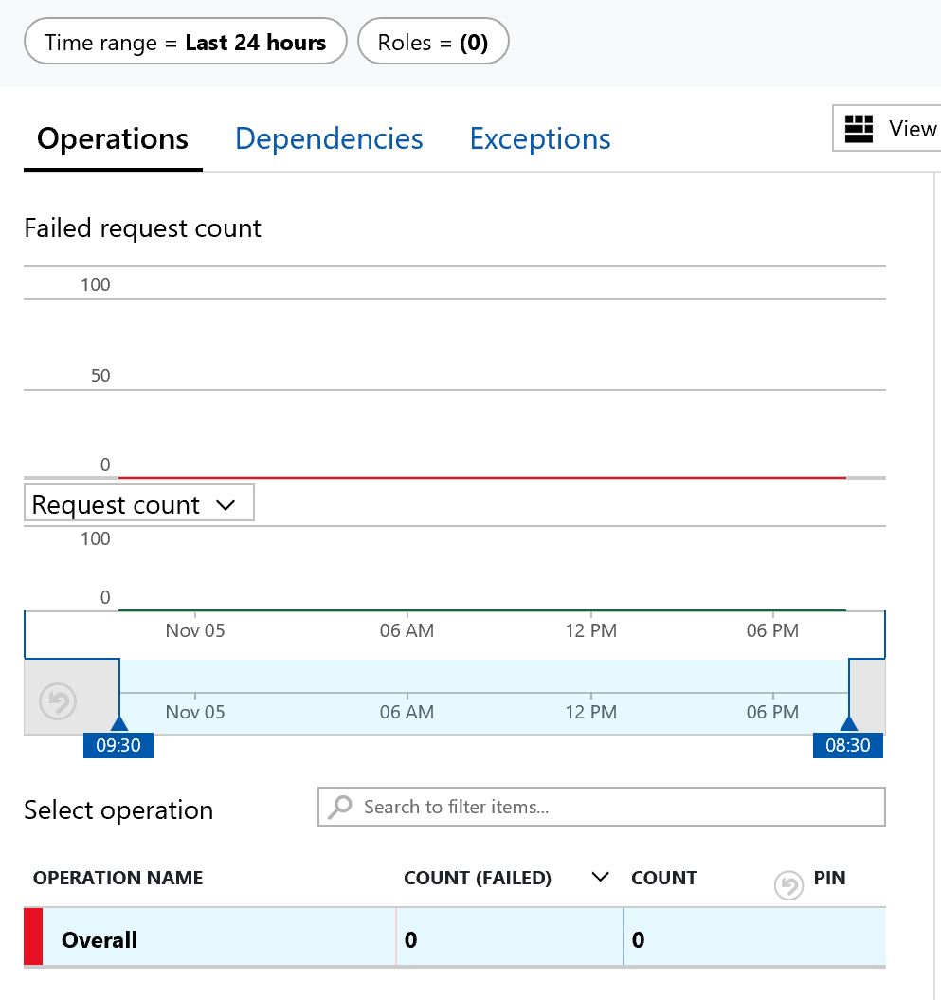 Time range = Last 24 hours Roles = (0)
Operations Dependencies Exceptions View
Failed request count
100
50
0
Request count
100
0
Nov 05 06 AM 12 PM 06 PM
Nov 05 06 AM 12 PM 06 PM
09:30 08:30
Select operation Search to filter items...
OPERATION NAME COUNT (FAILED) COUNT PIN
Overall 0 0